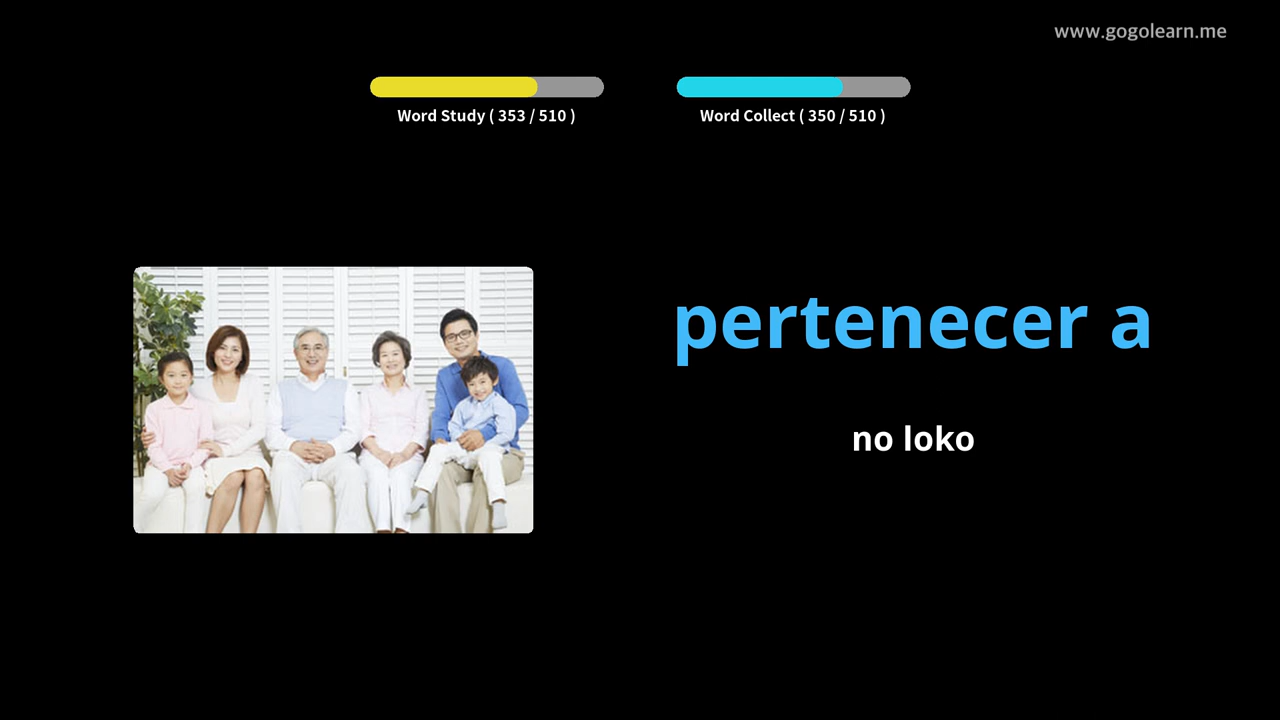 www.gogolearn.me
Word Study ( 353 / 510 )
Word Collect ( 350 / 510 )
pertenecer a
no loko